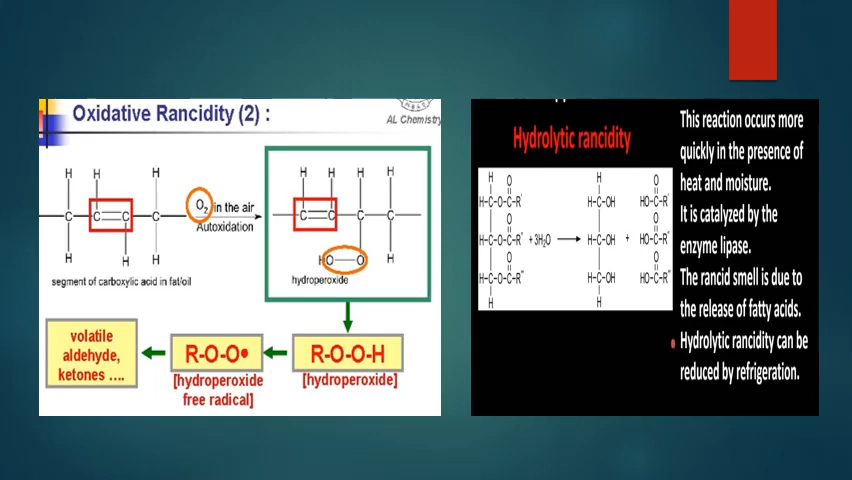 Oxidative Rancidity (2) :
AL Chemistry
H H H
C C C C
H H H
O2 in the air
Autoxidation
segment of carboxylic acid in fat/oil
H H H H
C C C C
HO O H
hydroperoxide
volatile
aldehyde,
ketones ....
R-O-O•
[hydroperoxide
free radical]
R-O-O-H
[hydroperoxide]
Hydrolytic rancidity
H O
H-C-O-C-R'
O
H-C-O-C-R"
O
H-C-O-C-R"
H
+ 3H2O
H
H-C-OH
H-C-OH
H-C-OH
H
+
O
HO-C-R'
O
HO-C-R"
O
HO-C-R"
This reaction occurs more
quickly in the presence of
heat and moisture.
It is catalyzed by the
enzyme lipase.
The rancid smell is due to
the release of fatty acids.
Hydrolytic rancidity can be
reduced by refrigeration.